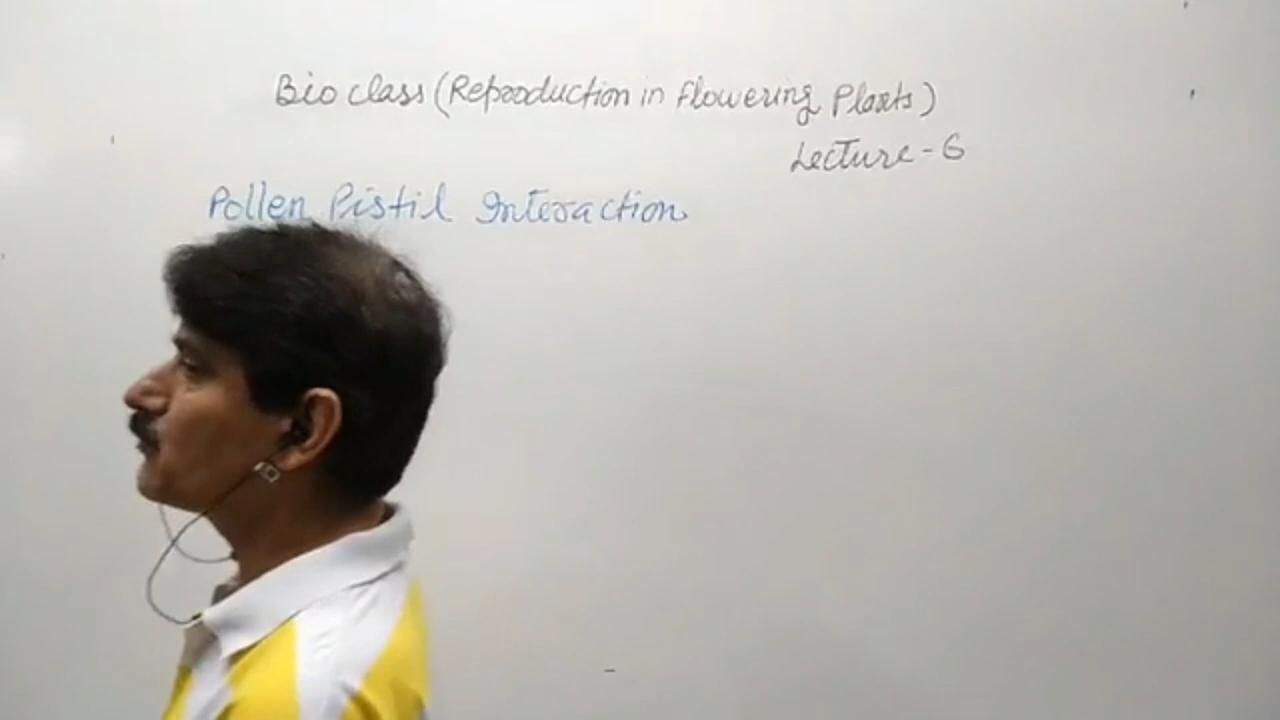 Bio class (Reproduction in flowering Plants)
Lecture - 6
Pollen Pistil Interaction